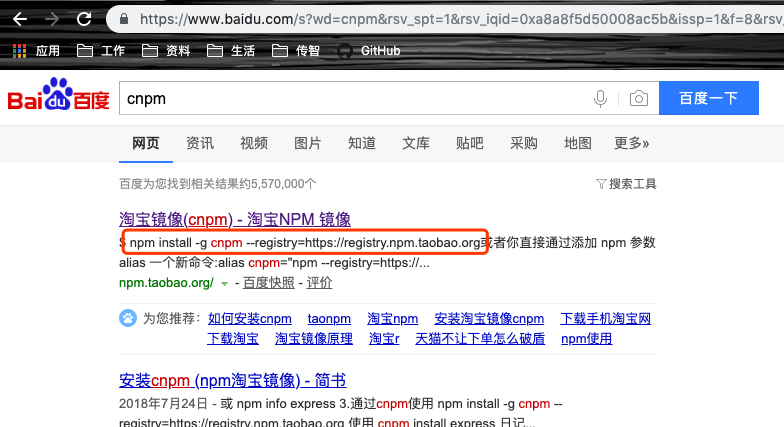 https://www.baidu.com/s?wd=cnpm&rsv_spt=1&rsv_iqid=0xa8a8f5d50008ac5b&issp=1&f=8&rsv_
应用 工作 资料 生活 传智 GitHub
Bai du 百度 cnpm 百度一下
网页 资讯 视频 图片 知道 文库 贴吧 采购 地图 更多»
百度为您找到相关结果约5,570,000个 搜索工具
淘宝镜像(cnpm) - 淘宝NPM 镜像
$ npm install -g cnpm --registry=https://registry.npm.taobao.org或者你直接通过添加 npm 参数
alias 一个新命令:alias cnpm="npm --registry=https://...
npm.taobao.org/ - 百度快照 - 评价
为您推荐: 如何安装cnpm taonpm 淘宝npm 安装淘宝镜像cnpm 下载手机淘宝网
下载淘宝 淘宝镜像原理 淘宝r 天猫不让下单怎么破盾 npm使用
安装cnpm (npm淘宝镜像) - 简书
2018年7月24日 - 或 npm info express 3.通过cnpm使用 npm install -g cnpm --
registry=https://registry.npm.taobao.org 使用 cnpm install express 日记...